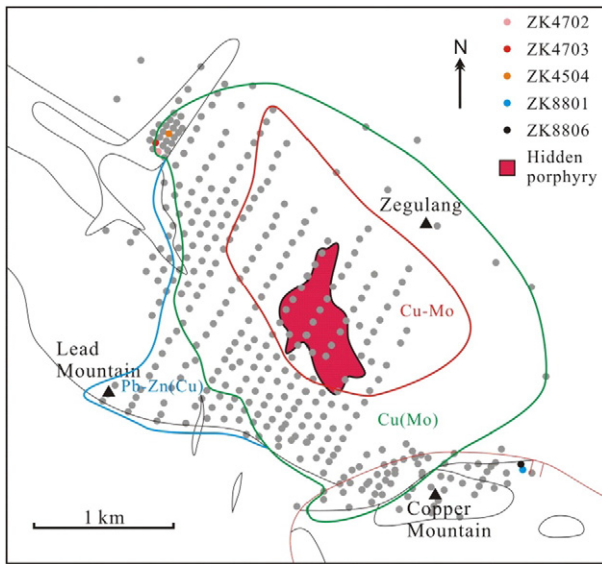 ZK4702
ZK4703
ZK4504
ZK8801
ZK8806
Hidden
porphyry
N
Zegulang
Cu-Mo
Lead
Mountain
Pb-Zn(Cu)
Cu(Mo)
1 km
Copper
Mountain